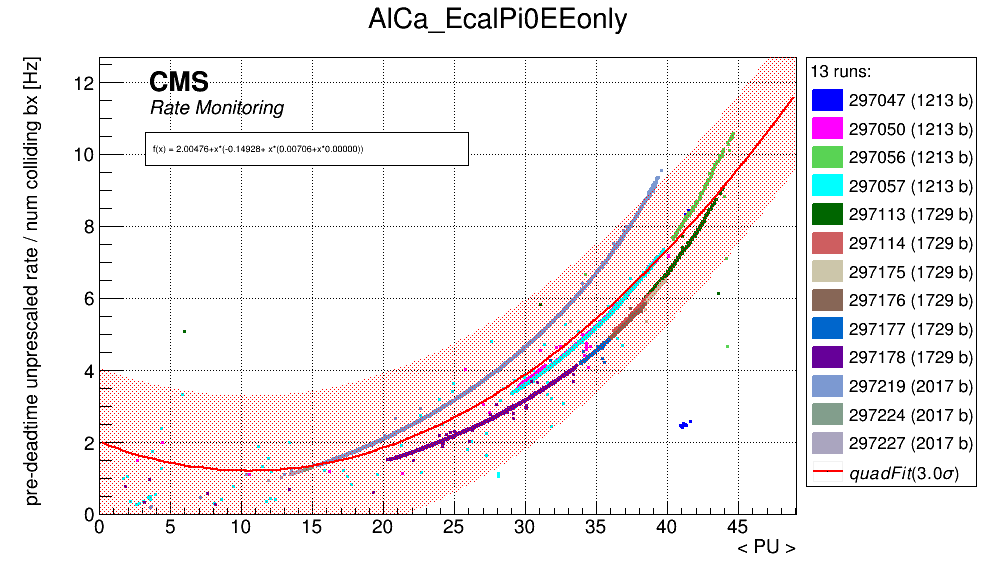 AlCa_EcalPi0EEonly
pre-deadtime unprescaled rate / num colliding bx [Hz]
CMS
Rate Monitoring
f(x) = 2.00476+x*(-0.14928+ x*(0.00706+x*0.00000))
12
10
8
6
4
2
0
0 5 10 15 20 25 30 35 40 45
< PU >
13 runs:
297047 (1213 b)
297050 (1213 b)
297056 (1213 b)
297057 (1213 b)
297113 (1729 b)
297114 (1729 b)
297175 (1729 b)
297176 (1729 b)
297177 (1729 b)
297178 (1729 b)
297219 (2017 b)
297224 (2017 b)
297227 (2017 b)
quadFit(3.0σ)